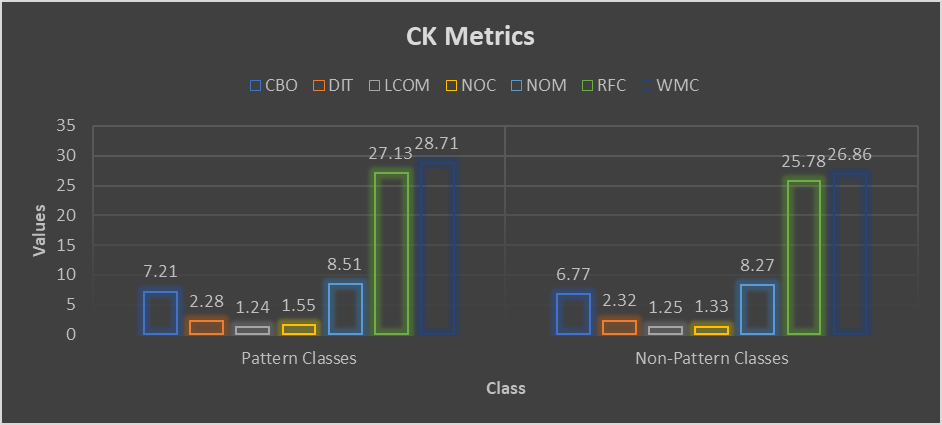 CK Metrics
CBO DIT LCOM NOC NOM RFC WMC
35
30
25
20
15
10
5
0
Values
7.21 2.28 1.24 1.55 8.51 27.13 28.71
6.77 2.32 1.25 1.33 8.27 25.78 26.86
Pattern Classes Non-Pattern Classes
Class